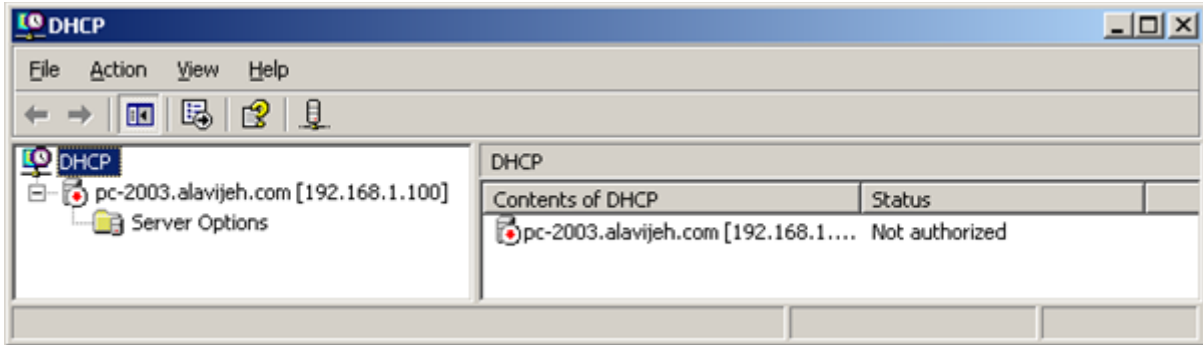 DHCP
File Action View Help
DHCP
DHCP
pc-2003.alavijeh.com [192.168.1.100]
Server Options
Contents of DHCP Status
pc-2003.alavijeh.com [192.168.1.... Not authorized